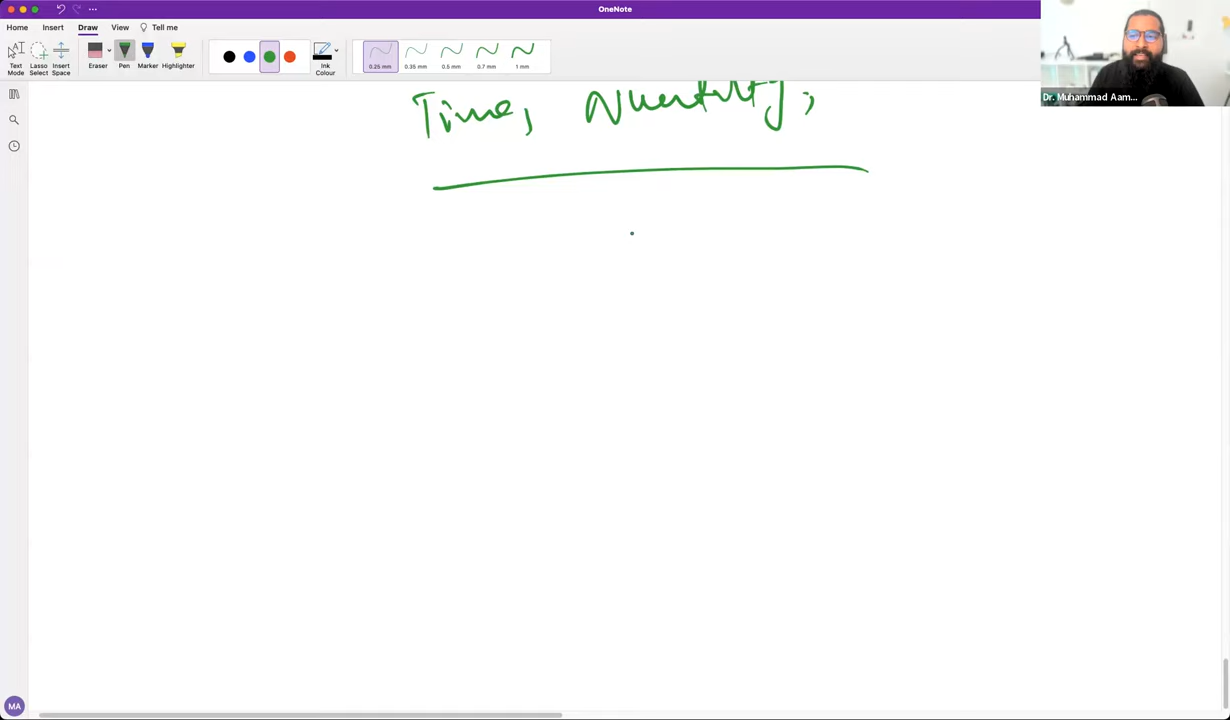 OneNote
Home Insert Draw View Tell me
Text Mode
Lasso Select
Insert Space
Eraser
Pen
Marker
Highlighter
Ink Colour
0.25 mm
0.35 mm
0.5 mm
0.7 mm
1 mm
Dr. Muhammad Aam...
Time, Quantity,
MA